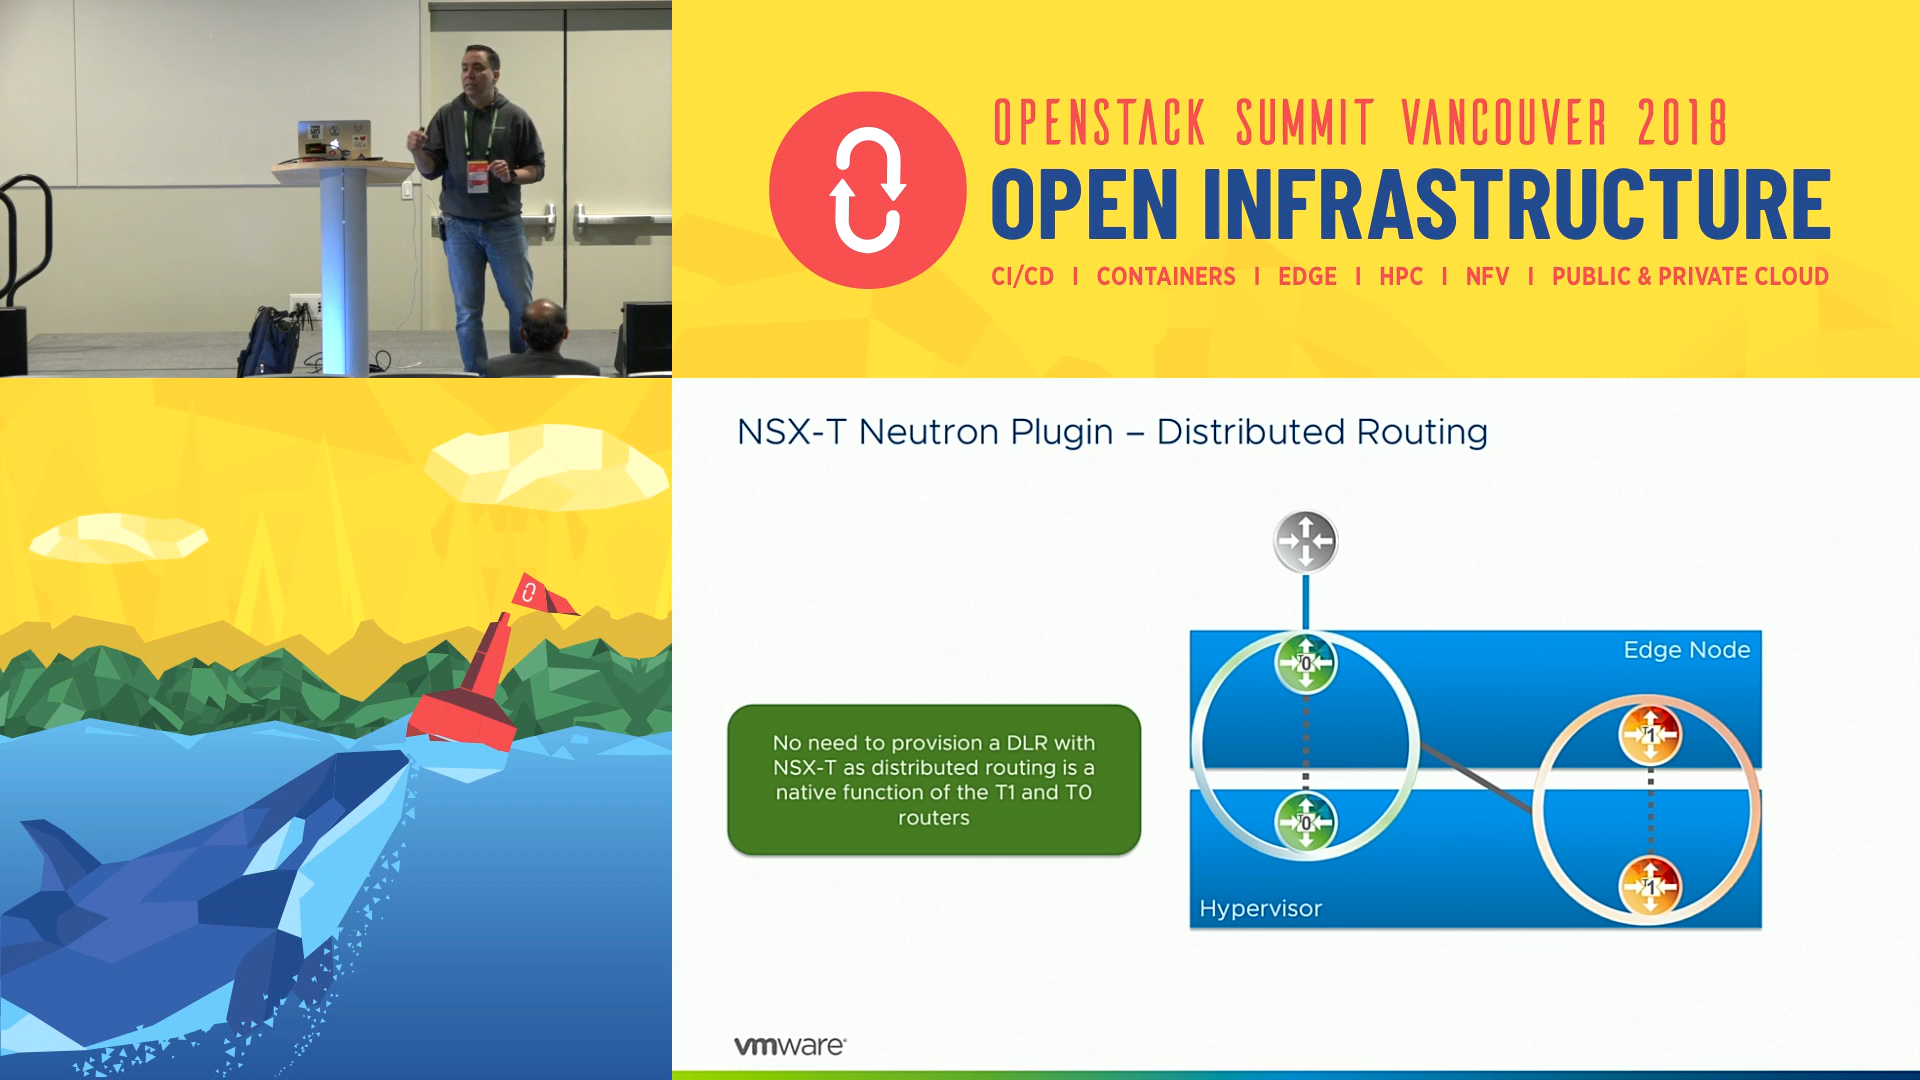 OPENSTACK SUMMIT VANCOUVER 2018
OPEN INFRASTRUCTURE
CI/CD | CONTAINERS | EDGE | HPC | NFV | PUBLIC & PRIVATE CLOUD
NSX-T Neutron Plugin – Distributed Routing
T0
Edge Node
No need to provision a DLR with
NSX-T as distributed routing is a
native function of the T1 and T0
routers
T1
T0
T1
Hypervisor
vmware